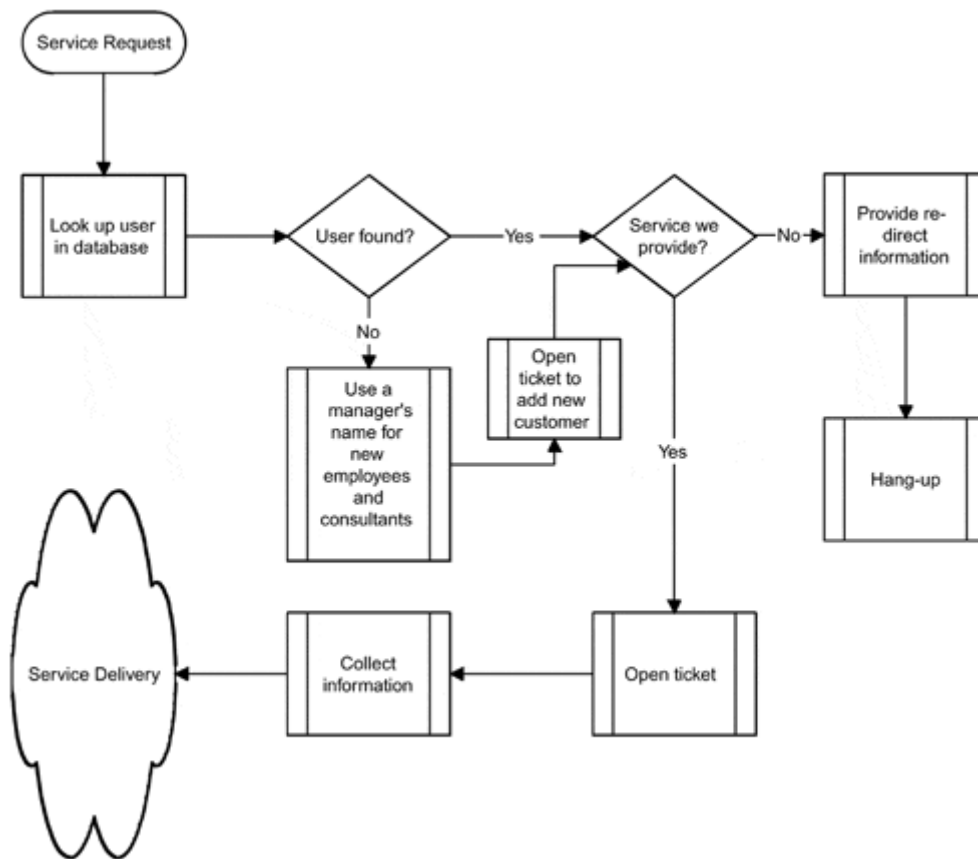 Service Request
Look up user
in database
User found?
Yes
Service we
provide?
No
Provide re-
direct
information
No
Use a
manager's
name for
new
employees
and
consultants
Open
ticket to
add new
customer
Yes
Hang-up
Service Delivery
Collect
information
Open ticket